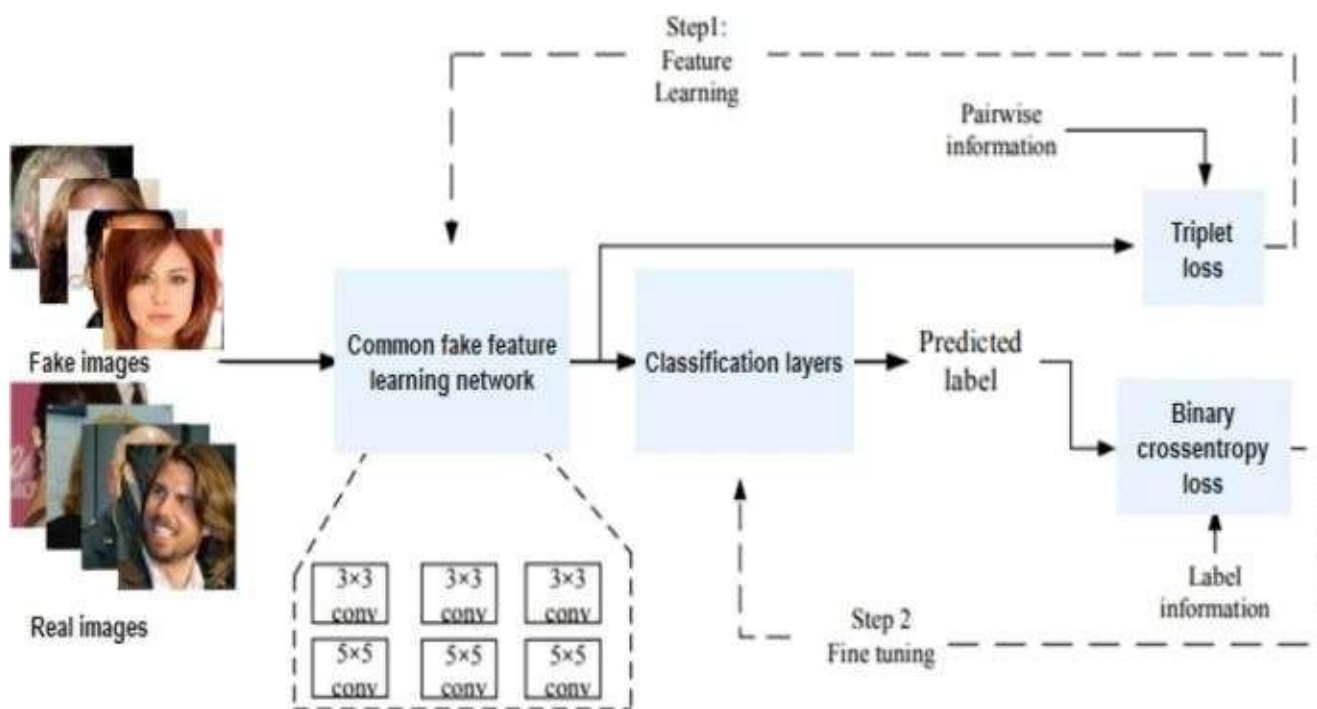 Step1:
Feature
Learning
Pairwise
information
Triplet
loss
Fake images
Common fake feature
learning network
Classification layers
Predicted
label
Binary
crossentropy
loss
Real images
3×3
conv
3×3
conv
3×3
conv
5×5
conv
5×5
conv
5×5
conv
Label
information
Step 2
Fine tuning